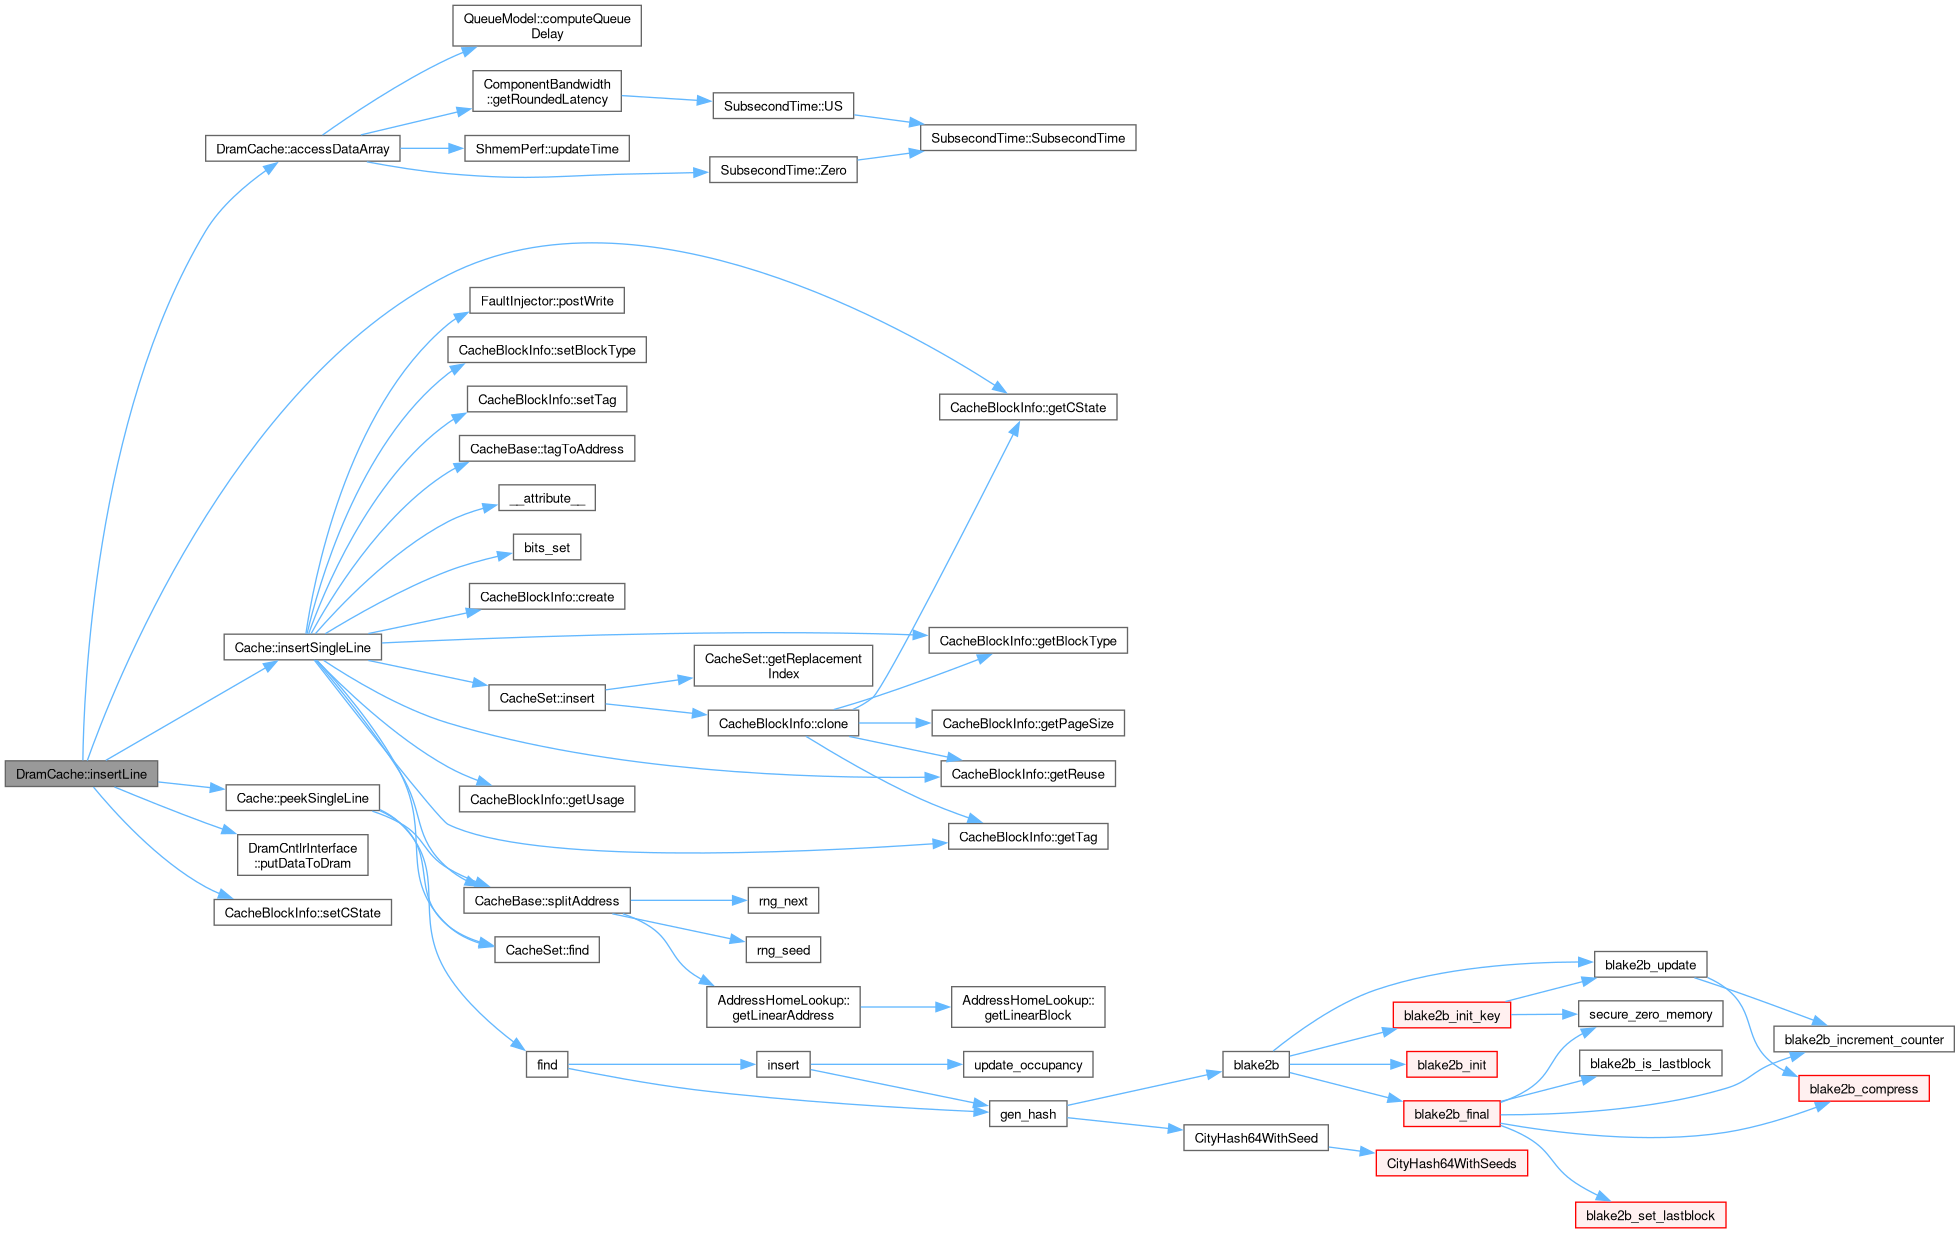 QueueModel::computeQueue
Delay
ComponentBandwidth
::getRoundedLatency
SubsecondTime::US
SubsecondTime::SubsecondTime
DramCache::accessDataArray
ShmemPerf::updateTime
SubsecondTime::Zero
FaultInjector::postWrite
CacheBlockInfo::setBlockType
CacheBlockInfo::setTag
CacheBlockInfo::getCState
CacheBase::tagToAddress
__attribute__
bits_set
CacheBlockInfo::create
Cache::insertSingleLine
CacheBlockInfo::getBlockType
CacheSet::getReplacement
Index
CacheSet::insert
CacheBlockInfo::clone
CacheBlockInfo::getPageSize
DramCache::insertLine
CacheBlockInfo::getReuse
Cache::peekSingleLine
CacheBlockInfo::getUsage
CacheBlockInfo::getTag
DramCntlrInterface
::putDataToDram
CacheBlockInfo::setCState
CacheBase::splitAddress
rng_next
CacheSet::find
rng_seed
AddressHomeLookup::
getLinearAddress
AddressHomeLookup::
getLinearBlock
blake2b_update
blake2b_init_key
secure_zero_memory
blake2b_increment_counter
find
insert
update_occupancy
blake2b
blake2b_init
blake2b_is_lastblock
blake2b_compress
gen_hash
blake2b_final
CityHash64WithSeed
CityHash64WithSeeds
blake2b_set_lastblock